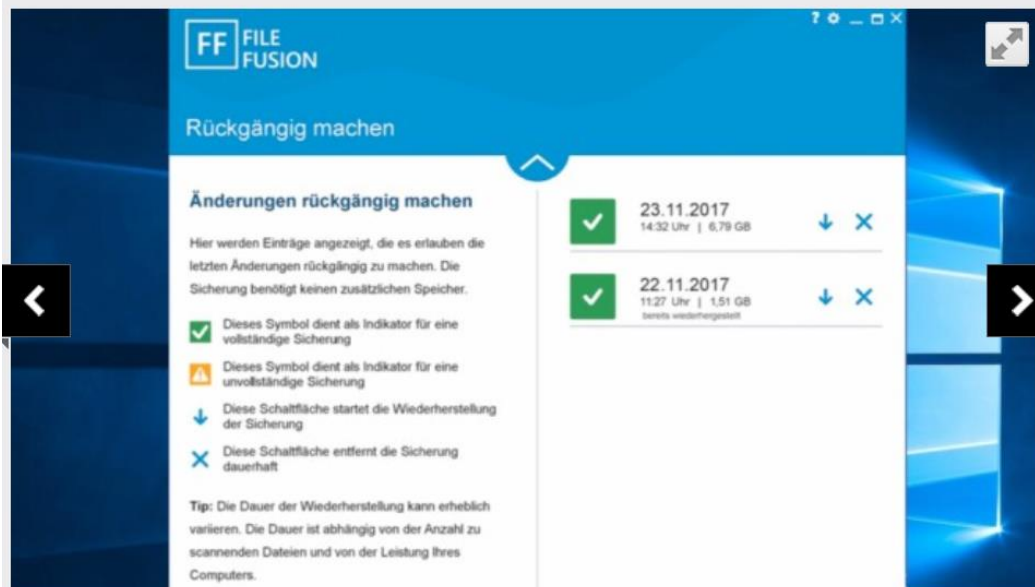 FF FILE
FUSION
Rückgängig machen
Änderungen rückgängig machen
Hier werden Einträge angezeigt, die es erlauben die
letzten Änderungen rückgängig zu machen. Die
Sicherung benötigt keinen zusätzlichen Speicher.
Dieses Symbol dient als Indikator für eine
vollständige Sicherung
Dieses Symbol dient als Indikator für eine
unvollständige Sicherung
Diese Schaltfläche startet die Wiederherstellung
der Sicherung
Diese Schaltfläche entfernt die Sicherung
dauerhaft
Tip: Die Dauer der Wiederherstellung kann erheblich
variieren. Die Dauer ist abhängig von der Anzahl zu
scannenden Dateien und von der Leistung Ihres
Computers.
23.11.2017
14:32 Uhr | 6,79 GB
22.11.2017
11:27 Uhr | 1,51 GB
bereits wiederhergestellt